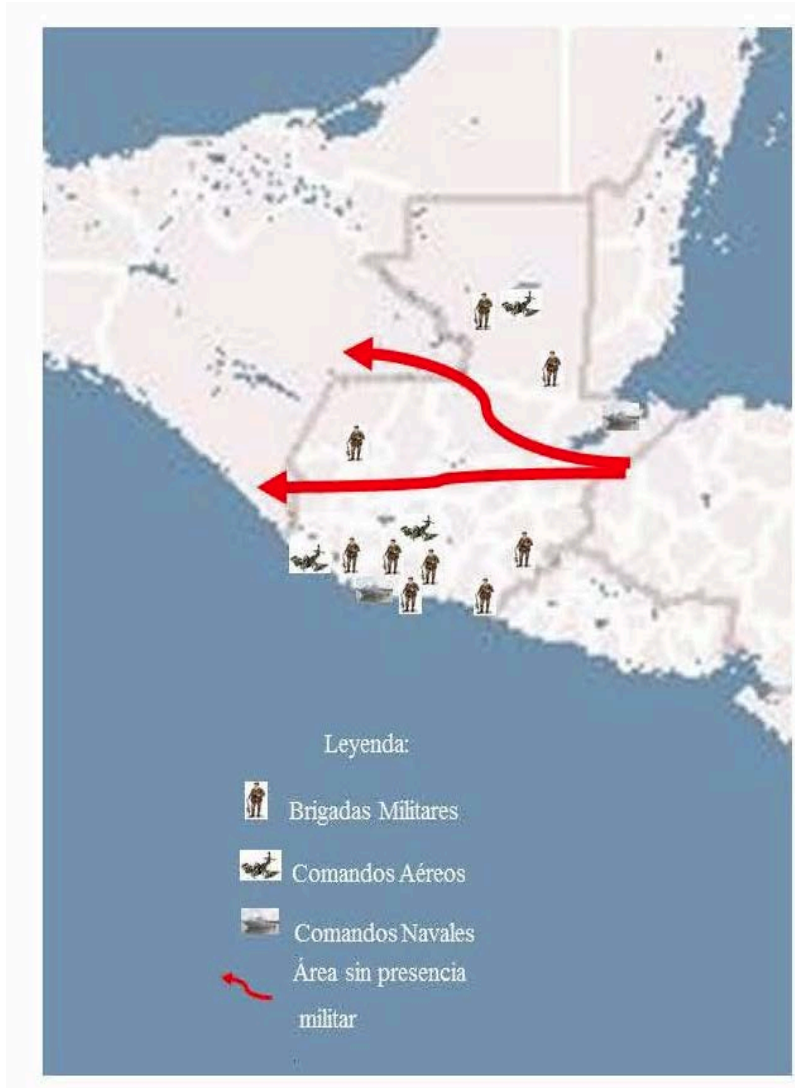 Leyenda:
Brigadas Militares
Comandos Aéreos
Comandos Navales
Área sin presencia
militar